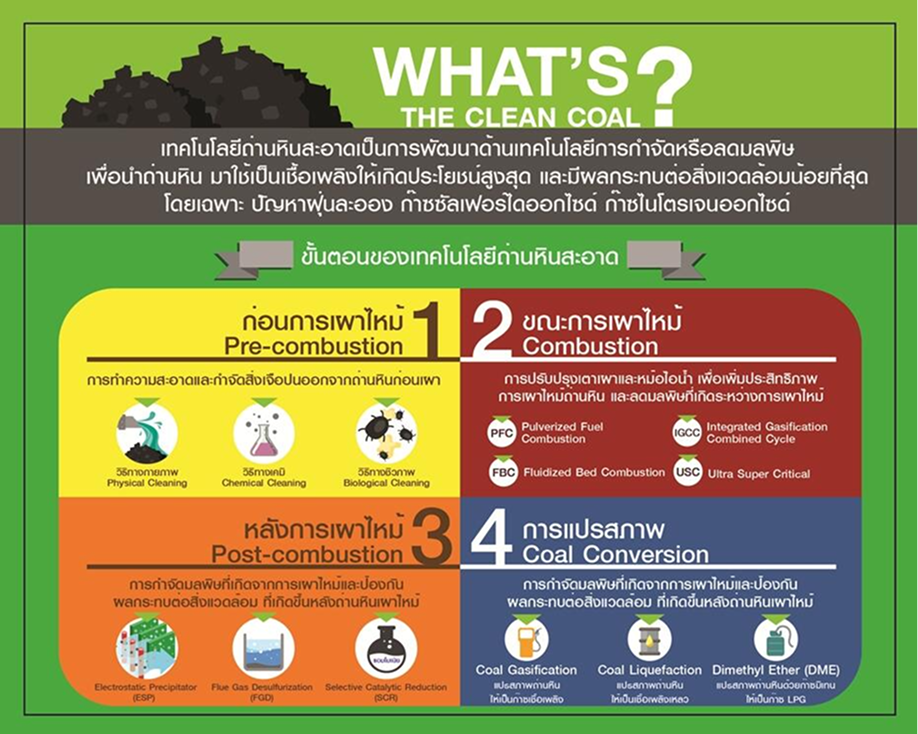 WHAT'S?
THE CLEAN COAL
เทคโนโลยีถ่านหินสะอาดเป็นการพัฒนาด้านเทคโนโลยีการกำจัดหรือลดมลพิษ
เพื่อนำถ่านหิน มาใช้เป็นเชื้อเพลิงให้เกิดประโยชน์สูงสุด และมีผลกระทบต่อสิ่งแวดล้อมน้อยที่สุด
โดยเฉพาะ ปัญหาฝุ่นละออง ก๊าซซัลเฟอร์ไดออกไซด์ ก๊าซไนโตรเจนออกไซด์
ขั้นตอนของเทคโนโลยีถ่านหินสะอาด
1
ก่อนการเผาไหม้
Pre-combustion
การทำความสะอาดและกำจัดสิ่งเจือปนออกจากถ่านหินก่อนเผา
วิธีทางกายภาพ
Physical Cleaning
วิธีทางเคมี
Chemical Cleaning
วิธีทางชีวภาพ
Biological Cleaning
2
ขณะการเผาไหม้
Combustion
การปรับปรุงเตาเผาและหม้อไอน้ำ เพื่อเพิ่มประสิทธิภาพ
การเผาไหม้ถ่านหิน และลดมลพิษที่เกิดระหว่างการเผาไหม้
PFC
Pulverized Fuel
Combustion
IGCC
Integrated Gasification
Combined Cycle
FBC
Fluidized Bed Combustion
USC
Ultra Super Critical
3
หลังการเผาไหม้
Post-combustion
การกำจัดมลพิษที่เกิดจากการเผาไหม้และป้องกัน
ผลกระทบต่อสิ่งแวดล้อม ที่เกิดขึ้นหลังถ่านหินเผาไหม้
Electrostatic Precipitator
(ESP)
Flue Gas Desulfurization
(FGD)
แอมโมเนีย
Selective Catalytic Reduction
(SCR)
4
การแปรสภาพ
Coal Conversion
การกำจัดมลพิษที่เกิดจากการเผาไหม้และป้องกัน
ผลกระทบต่อสิ่งแวดล้อม ที่เกิดขึ้นหลังถ่านหินเผาไหม้
Coal Gasification
แปรสภาพถ่านหิน
ให้เป็นก๊าซเชื้อเพลิง
Coal Liquefaction
แปรสภาพถ่านหิน
ให้เป็นเชื้อเพลิงเหลว
Dimethyl Ether (DME)
แปรสภาพถ่านหินด้วยก๊าซมีเทน
ให้เป็นก๊าซ LPG